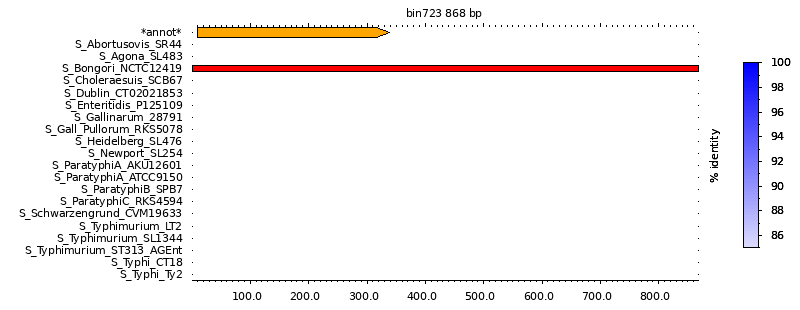 bin723 868 bp
*annot*
S_Abortusovis_SR44
S_Agona_SL483
S_Bongori_NCTC12419
S_Choleraesuis_SCB67
S_Dublin_CT02021853
S_Enteritidis_P125109
S_Gallinarum_28791
S_Gall_Pullorum_RKS5078
S_Heidelberg_SL476
S_Newport_SL254
S_ParatyphiA_AKU12601
S_ParatyphiA_ATCC9150
S_ParatyphiB_SPB7
S_ParatyphiC_RKS4594
S_Schwarzengrund_CVM19633
S_Typhimurium_LT2
S_Typhimurium_SL1344
S_Typhimurium_ST313_AGEnt
S_Typhi_CT18
S_Typhi_Ty2
100.0 200.0 300.0 400.0 500.0 600.0 700.0 800.0
% identity
100
98
96
94
92
90
88
86